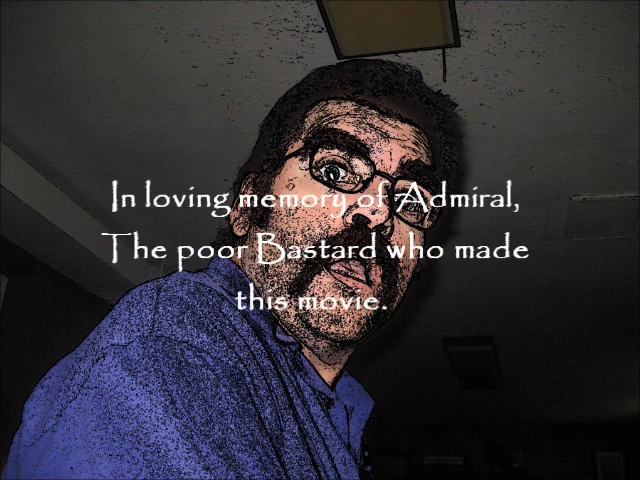 In loving memory of Admiral,
The poor Bastard who made
this movie.